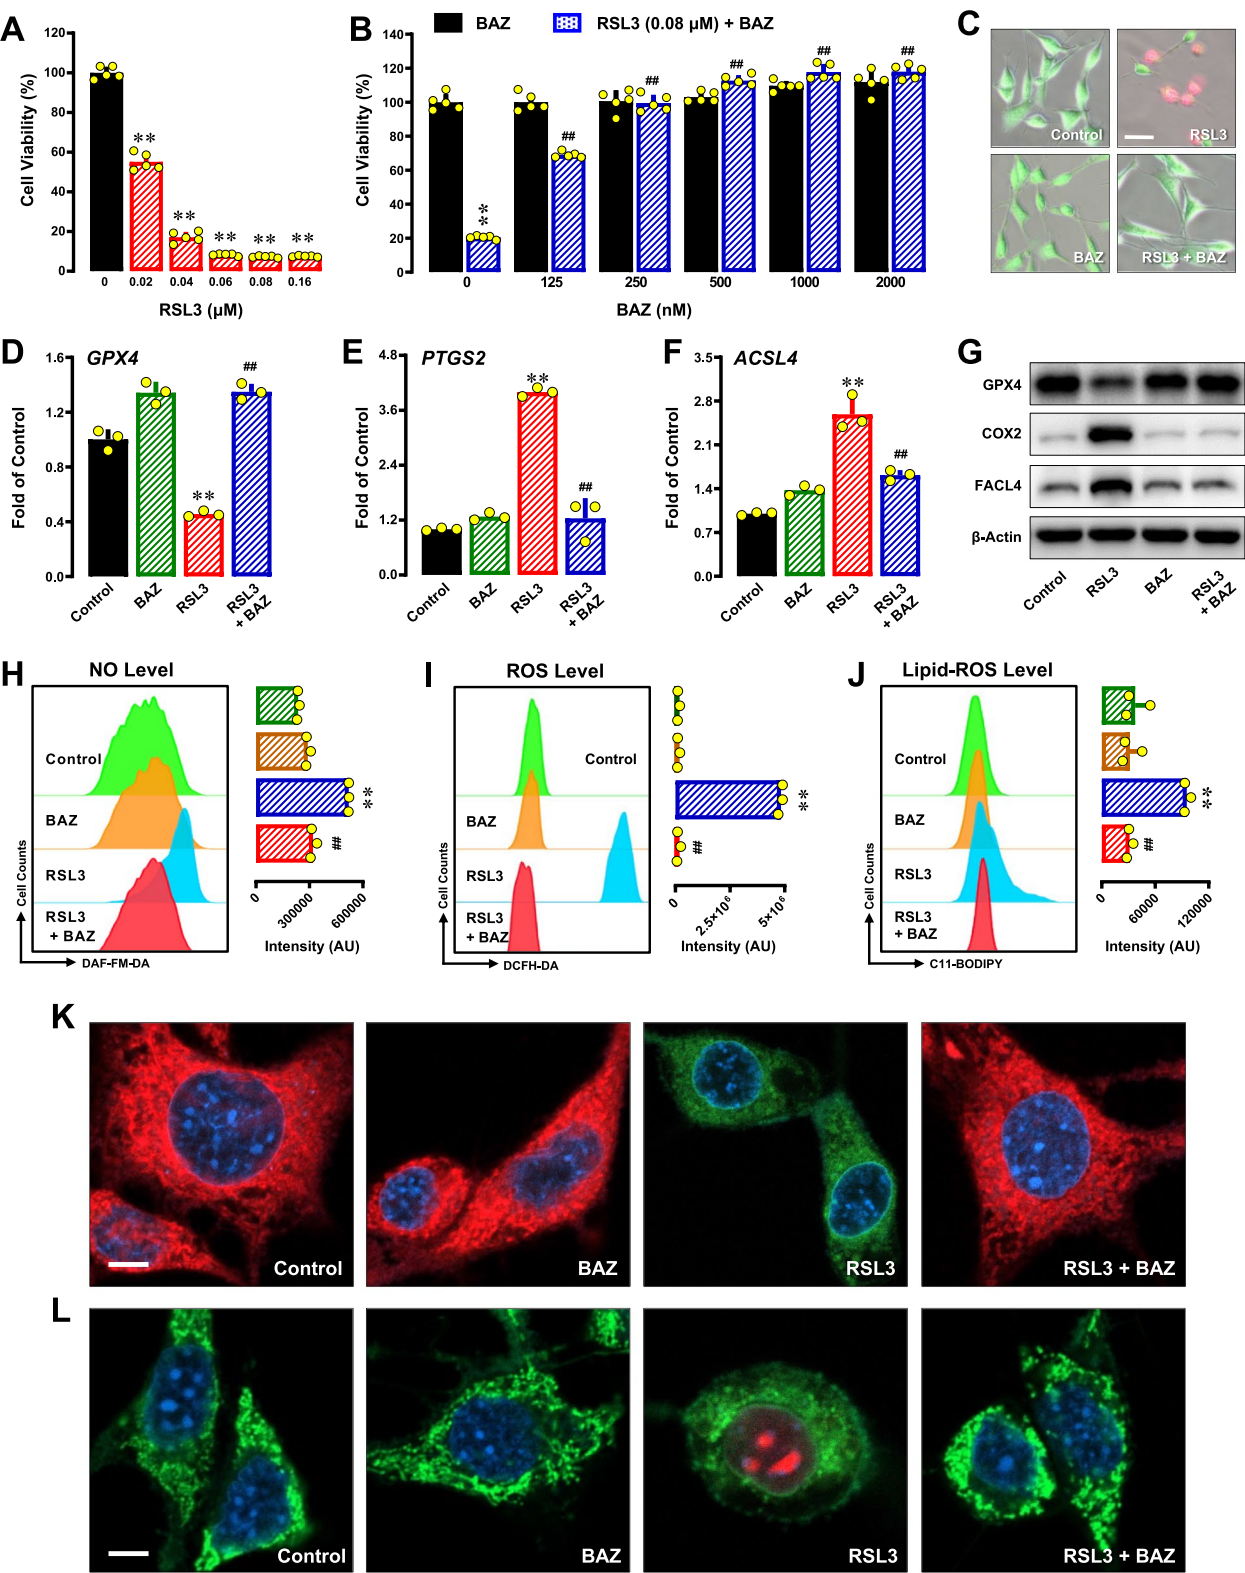 A
120
100
80
60
40
20
0
Cell Viability (%)
**
**
**
**
**
0
0.02
0.04
0.06
0.08
0.16
RSL3 (µM)
B
BAZ
RSL3 (0.08 µM) + BAZ
140
120
100
80
60
40
20
0
Cell Viability (%)
**
##
##
##
##
##
0
125
250
500
1000
2000
BAZ (nM)
C
Control
RSL3
BAZ
RSL3 + BAZ
D
GPX4
1.6
1.2
0.8
0.4
0.0
Fold of Control
**
##
Control
BAZ
RSL3
RSL3
+ BAZ
E
PTGS2
4.8
3.6
2.4
1.2
0.0
Fold of Control
**
##
Control
BAZ
RSL3
RSL3
+ BAZ
F
ACSL4
3.5
2.8
2.1
1.4
0.7
0.0
Fold of Control
**
##
Control
BAZ
RSL3
RSL3
+ BAZ
G
GPX4
COX2
FACL4
β-Actin
Control
RSL3
BAZ
RSL3
+ BAZ
H
NO Level
Control
BAZ
RSL3
RSL3
+ BAZ
Cell Counts
DAF-FM-DA
**
##
0
300000
600000
Intensity (AU)
I
ROS Level
Control
BAZ
RSL3
RSL3
+ BAZ
Cell Counts
DCFH-DA
**
##
0
2.5×10⁶
5×10⁶
Intensity (AU)
J
Lipid-ROS Level
Control
BAZ
RSL3
RSL3
+ BAZ
Cell Counts
C11-BODIPY
**
##
0
60000
120000
Intensity (AU)
K
Control
BAZ
RSL3
RSL3 + BAZ
L
Control
BAZ
RSL3
RSL3 + BAZ